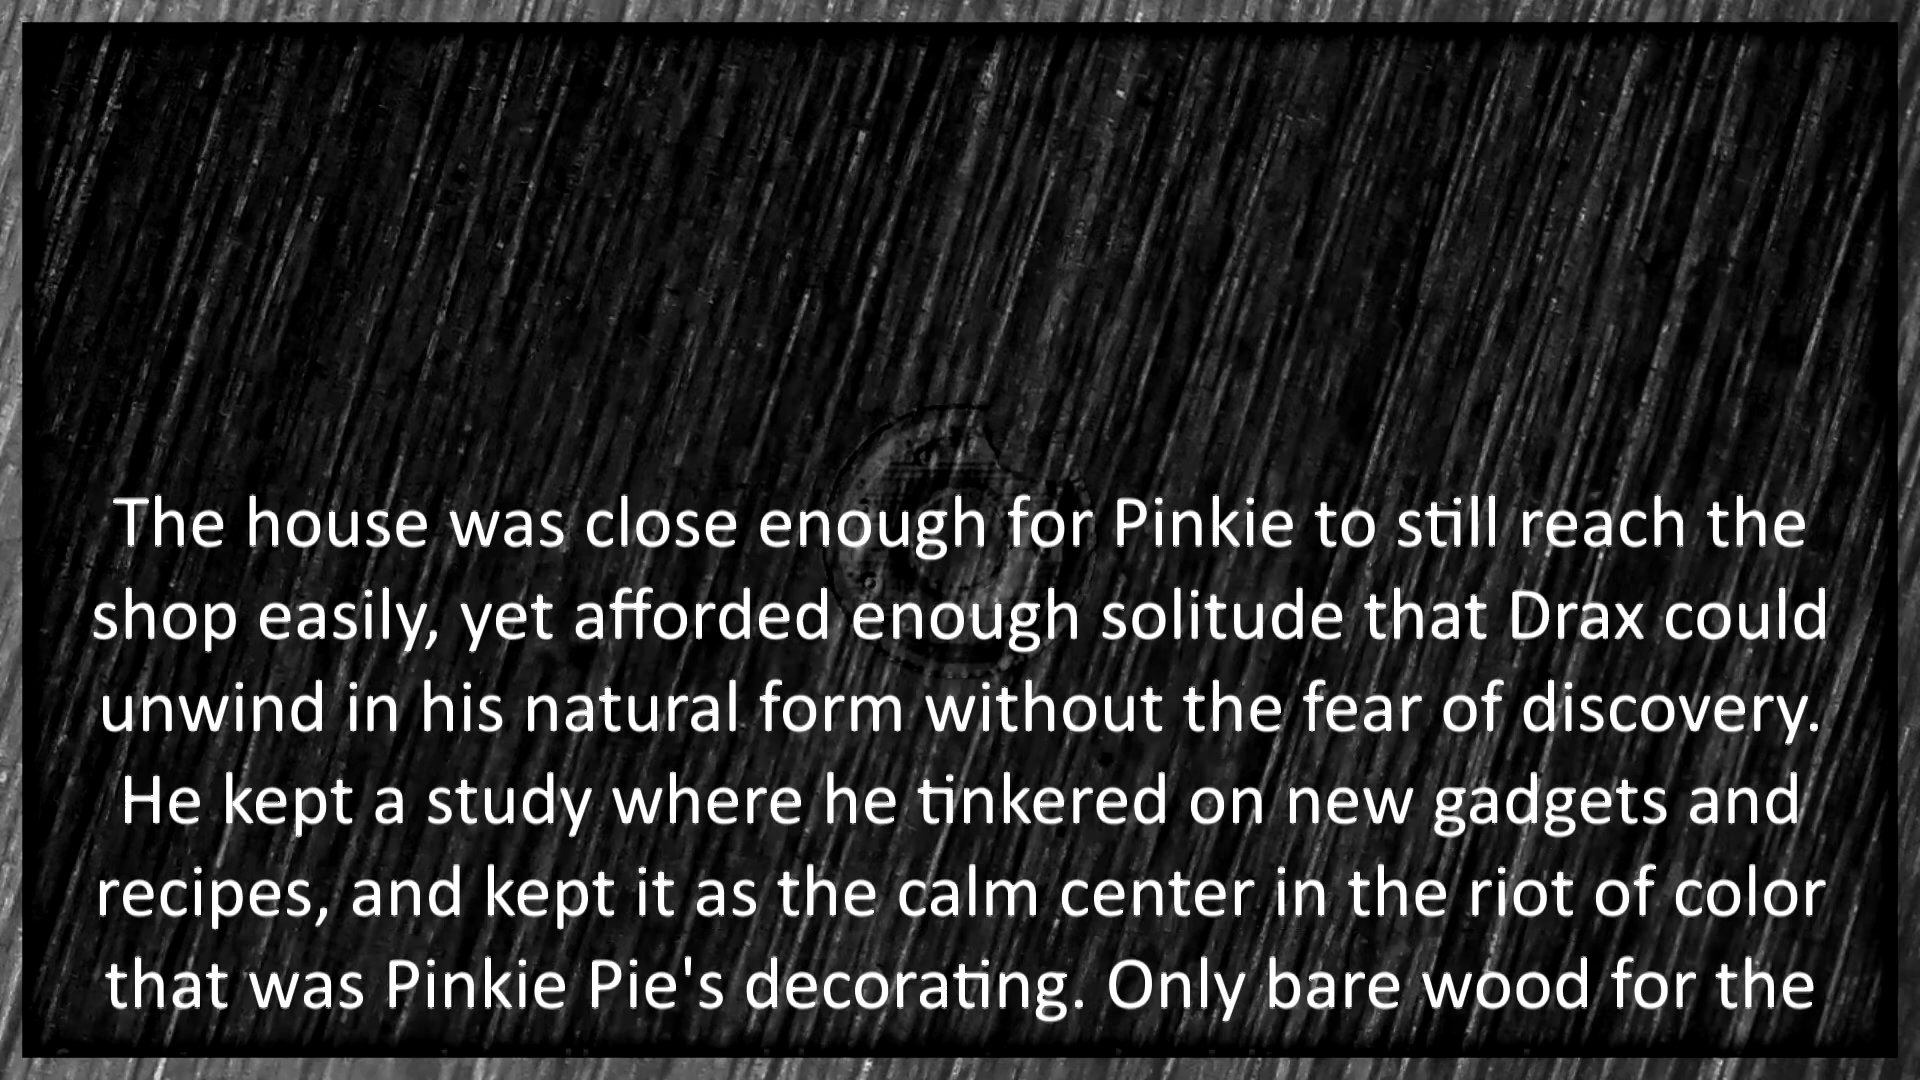 The house was close enough for Pinkie to still reach the
shop easily, yet afforded enough solitude that Drax could
unwind in his natural form without the fear of discovery.
He kept a study where he tinkered on new gadgets and
recipes, and kept it as the calm center in the riot of color
that was Pinkie Pie's decorating. Only bare wood for the